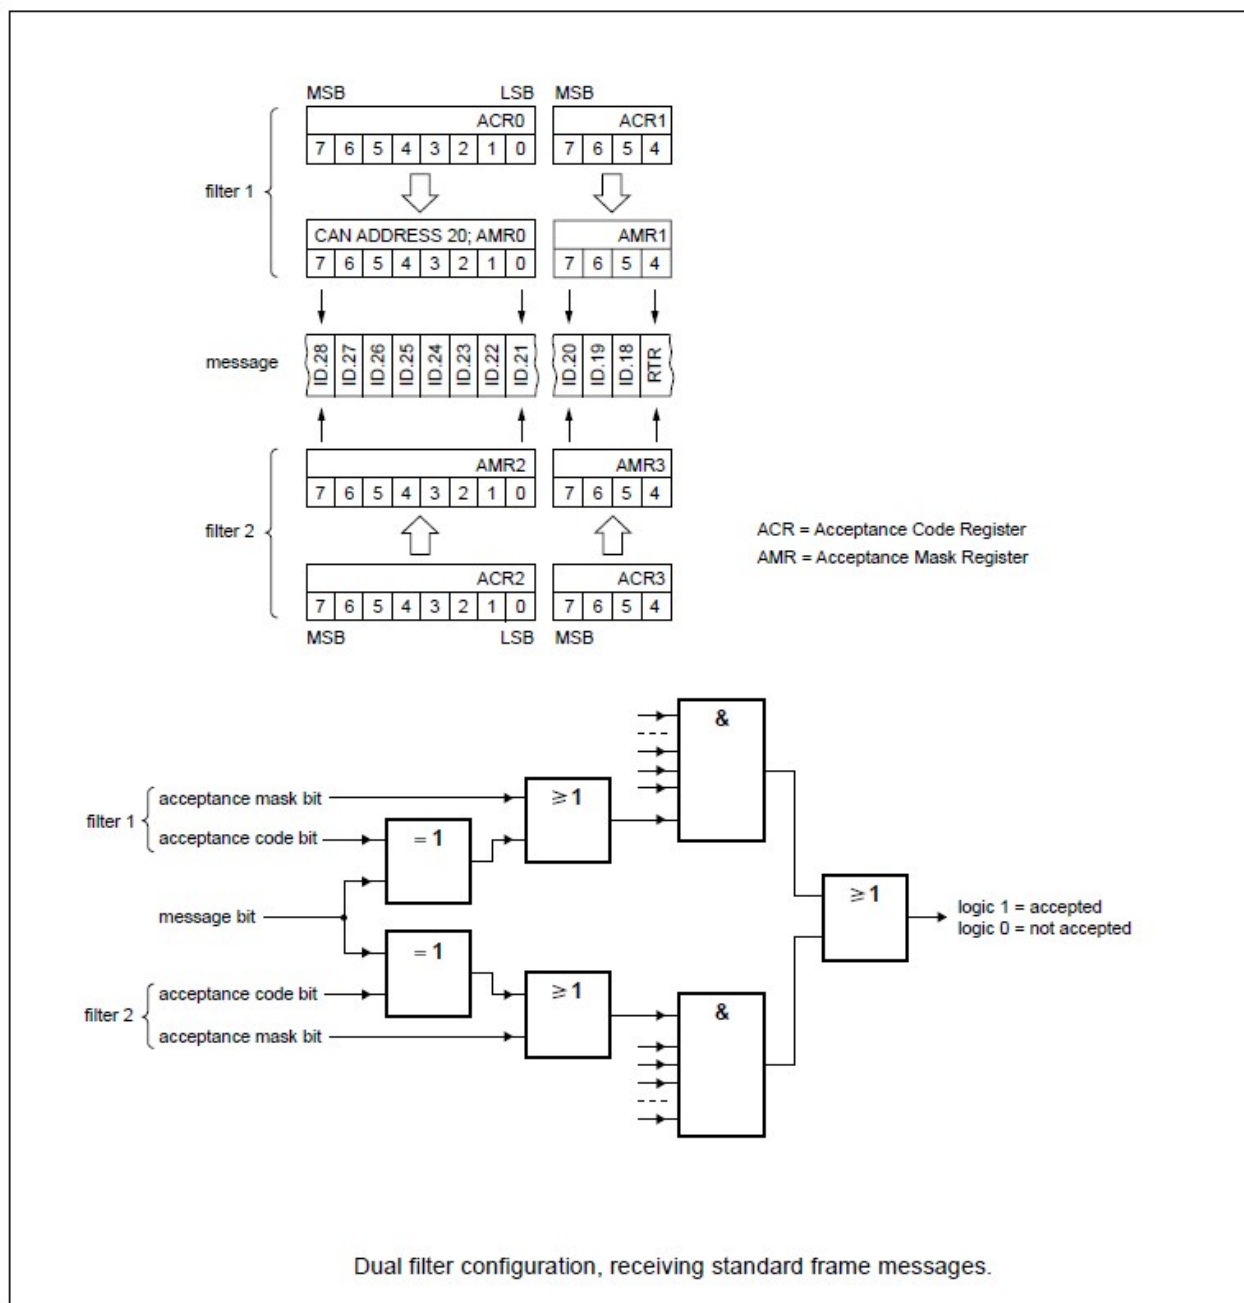 MSB LSB MSB
ACR0 ACR1
7 6 5 4 3 2 1 0 7 6 5 4
filter 1
CAN ADDRESS 20; AMR0 AMR1
7 6 5 4 3 2 1 0 7 6 5 4
message ID.28 ID.27 ID.26 ID.25 ID.24 ID.23 ID.22 ID.21 ID.20 ID.19 ID.18 RTR
AMR2 AMR3
7 6 5 4 3 2 1 0 7 6 5 4
filter 2
ACR = Acceptance Code Register
AMR = Acceptance Mask Register
ACR2 ACR3
7 6 5 4 3 2 1 0 7 6 5 4
MSB LSB MSB
&
≥ 1
acceptance mask bit
filter 1
acceptance code bit
= 1
≥ 1
message bit
logic 1 = accepted
logic 0 = not accepted
= 1
≥ 1
acceptance code bit
filter 2
&
acceptance mask bit
Dual filter configuration, receiving standard frame messages.